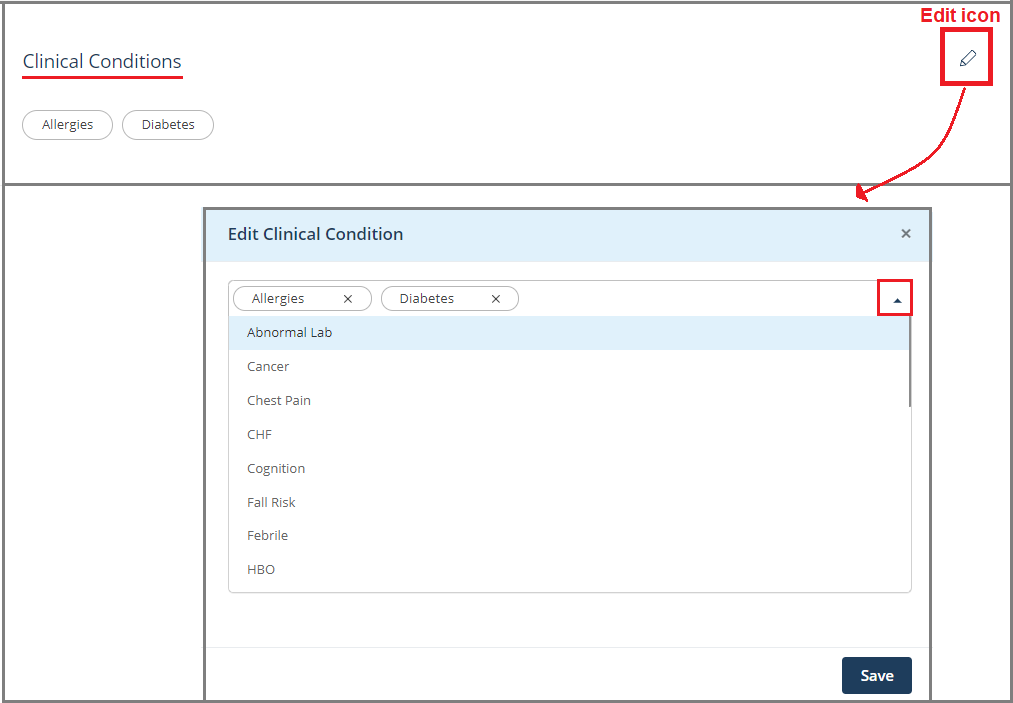 Edit icon
Clinical Conditions
Allergies Diabetes
Edit Clinical Condition
Allergies Diabetes
Abnormal Lab
Cancer
Chest Pain
CHF
Cognition
Fall Risk
Febrile
HBO
Save